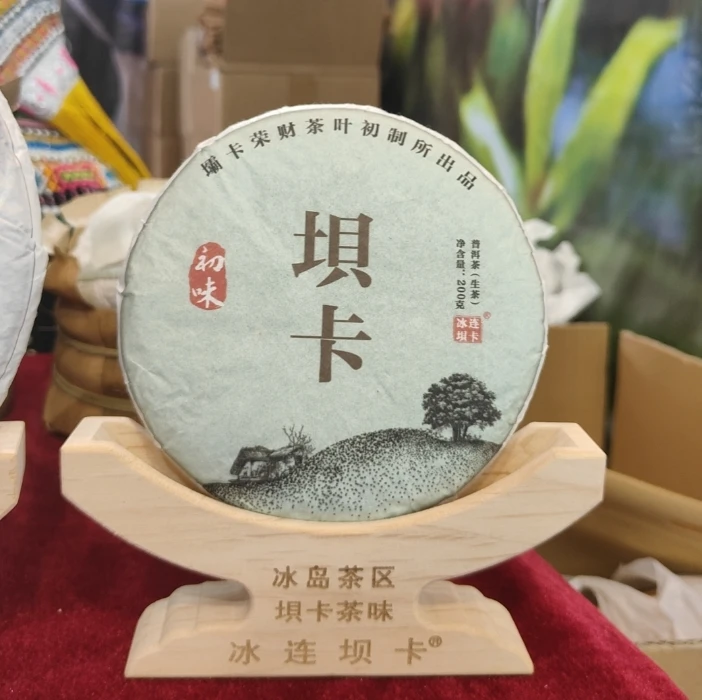 壩卡荣财茶叶初制所出品
坝卡
初味
普洱茶（生茶）
净含量：200克
冰连坝卡®
冰岛茶区
坝卡茶味
冰连坝卡®